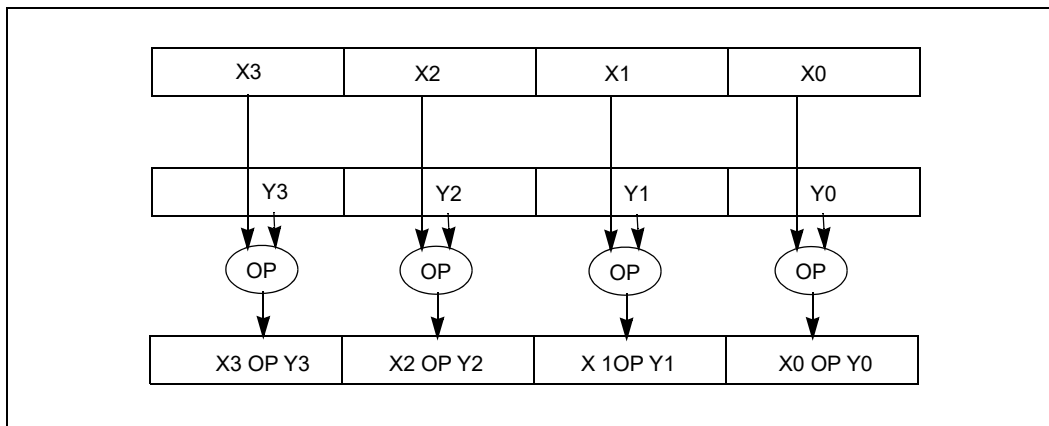 X3 X2 X1 X0
Y3 Y2 Y1 Y0
OP OP OP OP
X3 OP Y3 X2 OP Y2 X 1OP Y1 X0 OP Y0